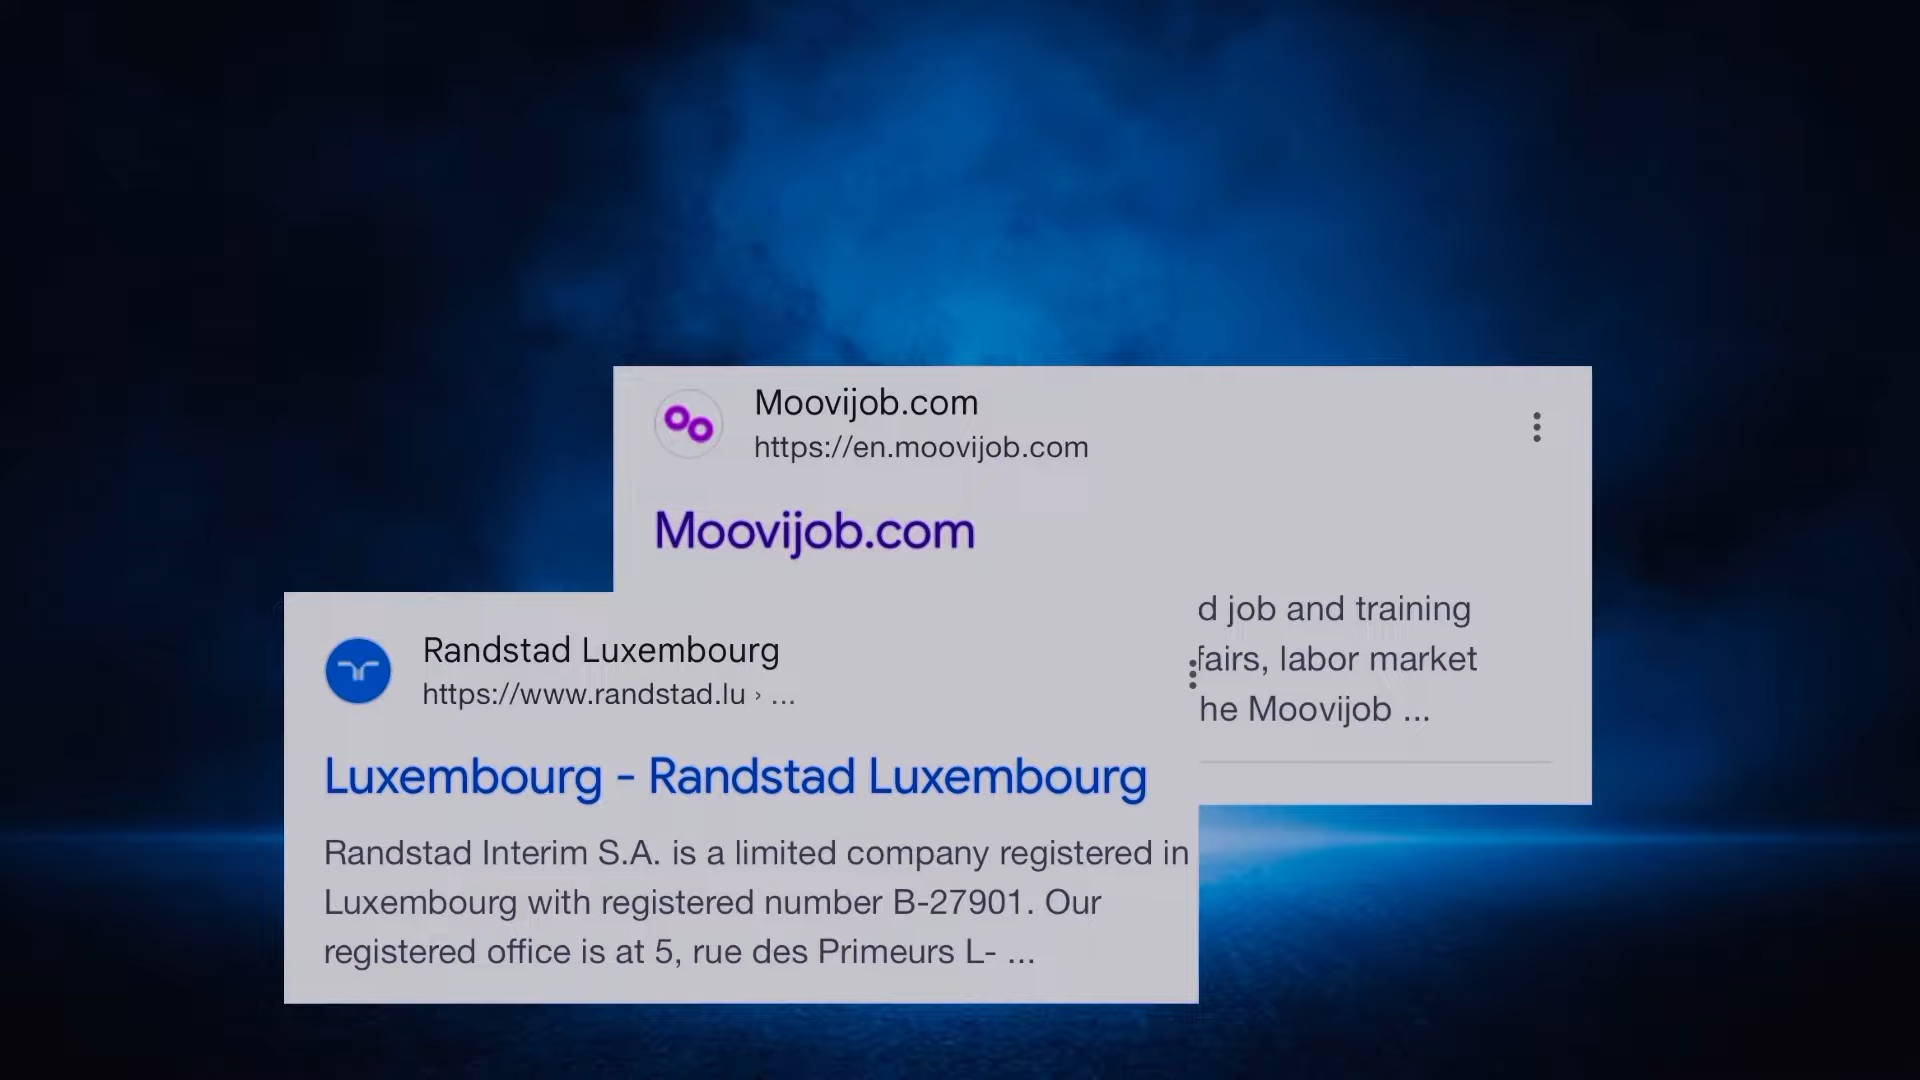 Moovijob.com
https://en.moovijob.com
Moovijob.com
d job and training
fairs, labor market
he Moovijob ...
Randstad Luxembourg
https://www.randstad.lu › ...
Luxembourg - Randstad Luxembourg
Randstad Interim S.A. is a limited company registered in
Luxembourg with registered number B-27901. Our
registered office is at 5, rue des Primeurs L- ...